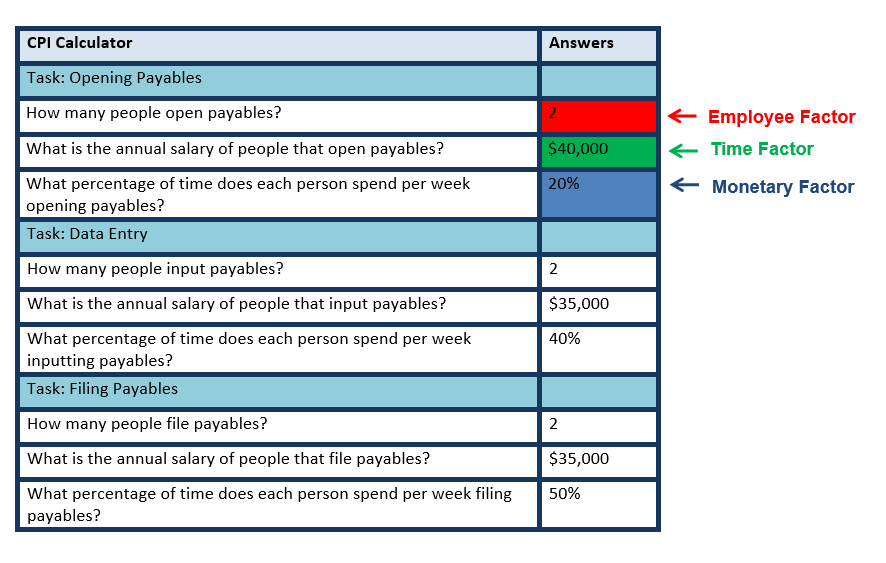 CPI Calculator Answers
Task: Opening Payables
How many people open payables? 2 Employee Factor
What is the annual salary of people that open payables? $40,000 Time Factor
What percentage of time does each person spend per week 20% Monetary Factor
opening payables?
Task: Data Entry
How many people input payables? 2
What is the annual salary of people that input payables? $35,000
What percentage of time does each person spend per week 40%
inputting payables?
Task: Filing Payables
How many people file payables? 2
What is the annual salary of people that file payables? $35,000
What percentage of time does each person spend per week filing 50%
payables?